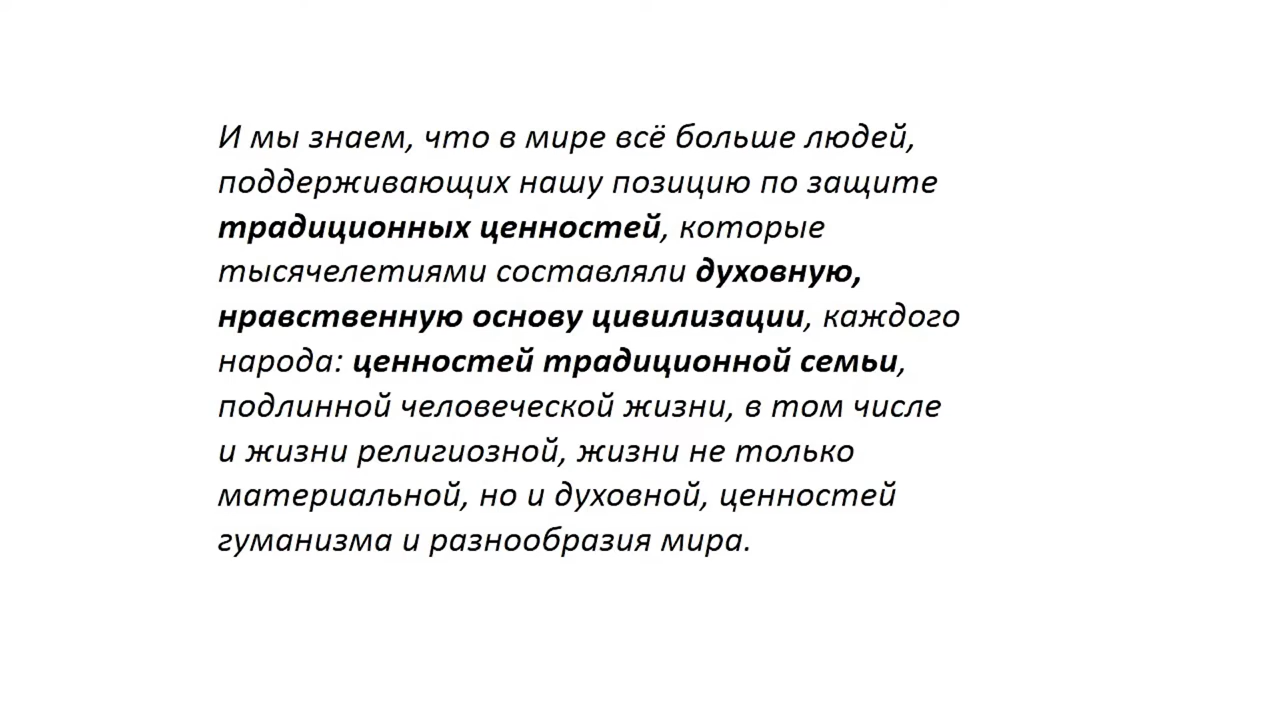 И мы знаем, что в мире всё больше людей,
поддерживающих нашу позицию по защите
традиционных ценностей, которые
тысячелетиями составляли духовную,
нравственную основу цивилизации, каждого
народа: ценностей традиционной семьи,
подлинной человеческой жизни, в том числе
и жизни религиозной, жизни не только
материальной, но и духовной, ценностей
гуманизма и разнообразия мира.